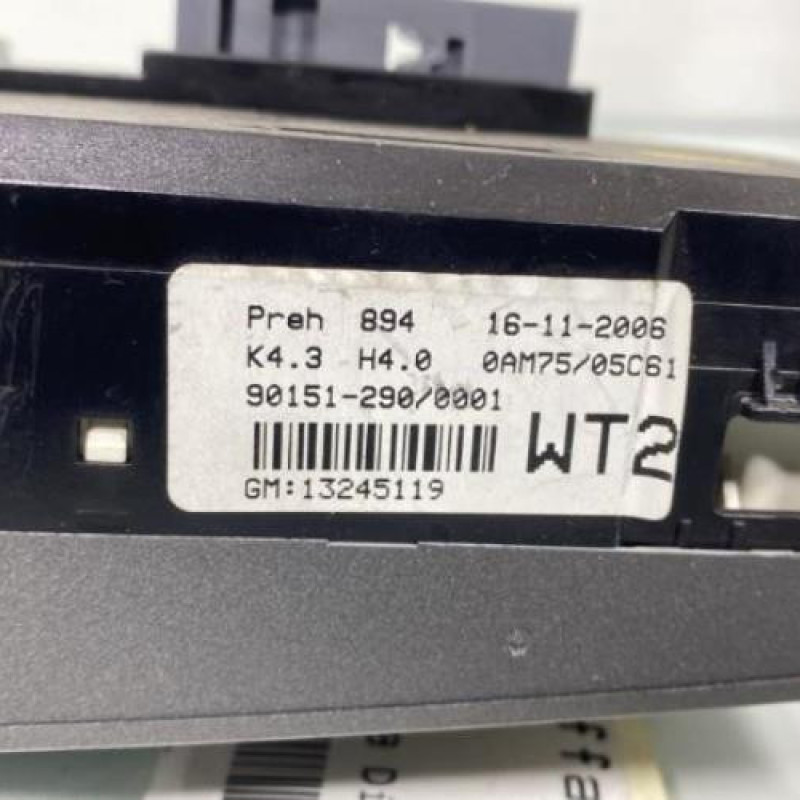 Preh 894 16-11-2006
K4.3 H4.0 0AM75/05C61
90151-290/0001
WT2
GM:13245119